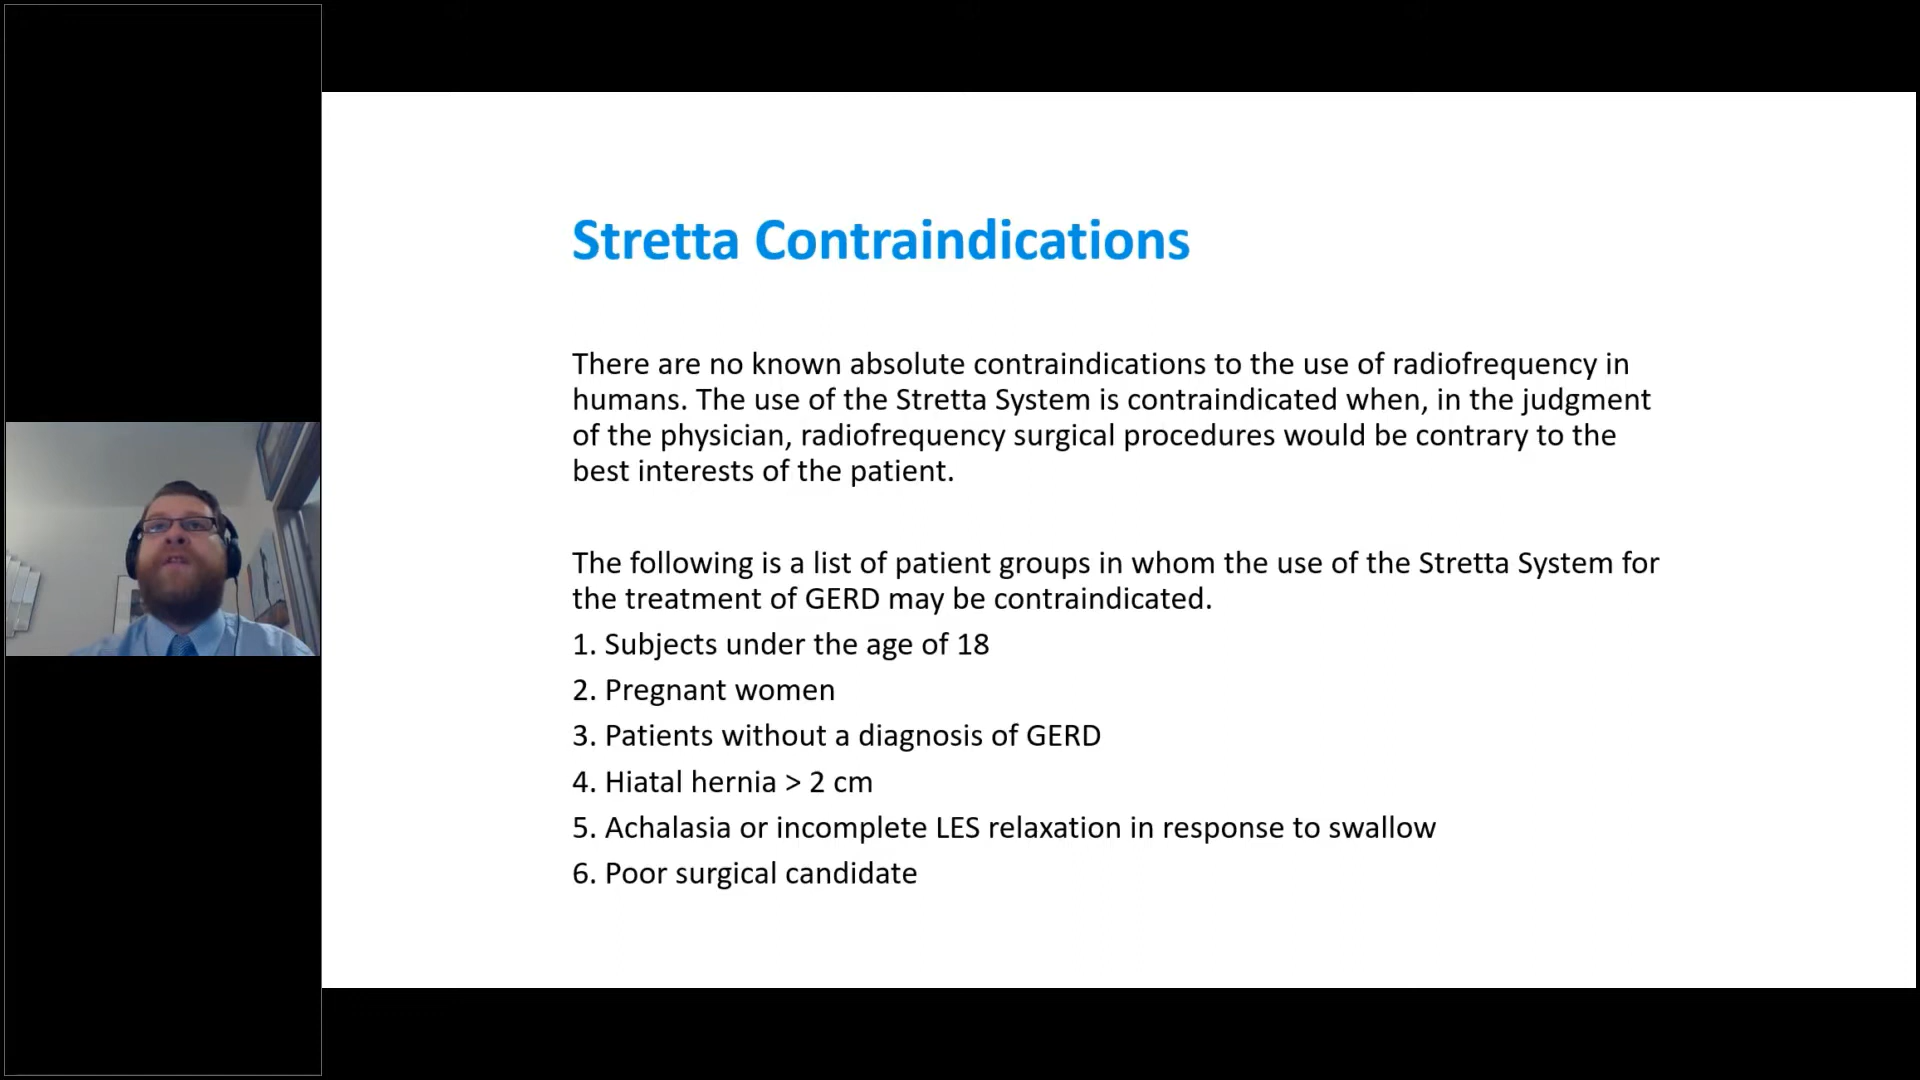 Stretta Contraindications
There are no known absolute contraindications to the use of radiofrequency in
humans. The use of the Stretta System is contraindicated when, in the judgment
of the physician, radiofrequency surgical procedures would be contrary to the
best interests of the patient.
The following is a list of patient groups in whom the use of the Stretta System for
the treatment of GERD may be contraindicated.
1. Subjects under the age of 18
2. Pregnant women
3. Patients without a diagnosis of GERD
4. Hiatal hernia > 2 cm
5. Achalasia or incomplete LES relaxation in response to swallow
6. Poor surgical candidate